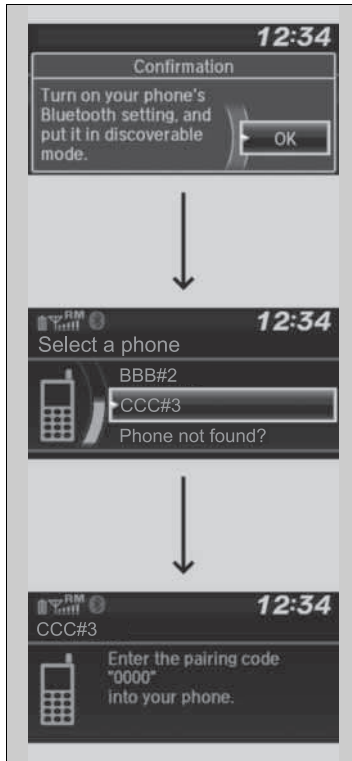 12:34
Confirmation
Turn on your phone's
Bluetooth setting, and
put it in discoverable
mode.
OK
RM
12:34
Select a phone
BBB#2
CCC#3
Phone not found?
RM
12:34
CCC#3
Enter the pairing code
"0000"
into your phone.